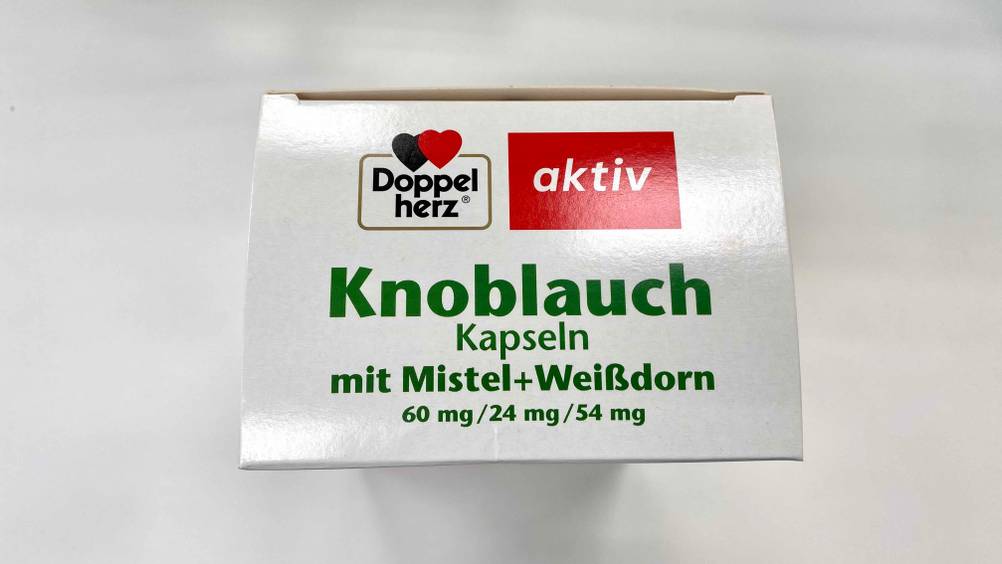 Doppel
herz®
aktiv
Knoblauch
Kapseln
mit Mistel+Weißdorn
60 mg/24 mg/54 mg